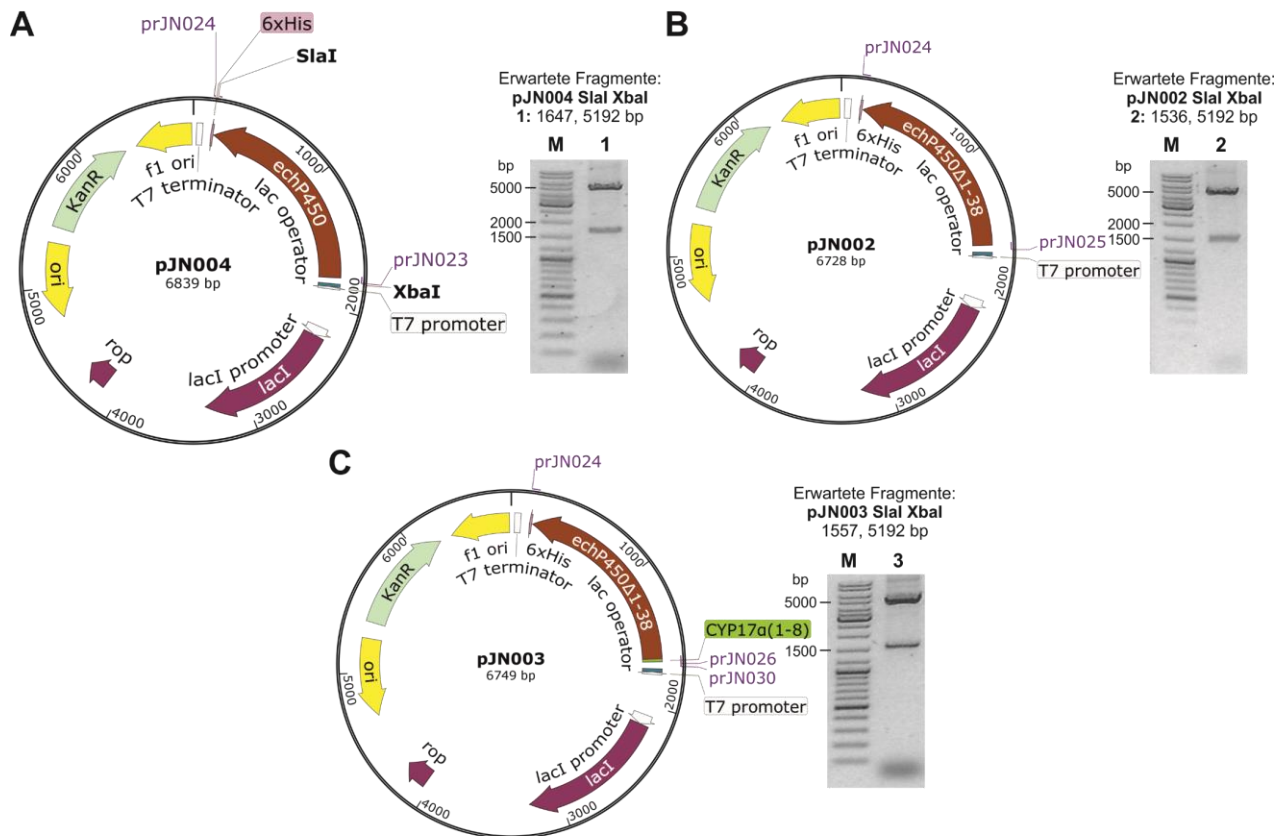 A
prJN024
6xHis
SlaI
1000
2000
3000
4000
5000
6000
f1 ori
T7 terminator
echP450
lac operator
KanR
ori
rop
lacI promoter
lacI
pJN004
6839 bp
prJN023
XbaI
T7 promoter
Erwartete Fragmente:
pJN004 SlaI XbaI
1: 1647, 5192 bp
M 1
bp
5000
2000
1500
B
prJN024
1000
2000
3000
4000
5000
6000
f1 ori
6xHis
T7 terminator
echP450Δ1-38
lac operator
KanR
ori
rop
lacI promoter
lacI
pJN002
6728 bp
prJN025
T7 promoter
Erwartete Fragmente:
pJN002 SlaI XbaI
2: 1536, 5192 bp
M 2
bp
5000
2000
1500
C
prJN024
1000
2000
3000
4000
5000
6000
f1 ori
6xHis
T7 terminator
echP450Δ1-38
lac operator
KanR
ori
rop
lacI promoter
lacI
pJN003
6749 bp
CYP17α(1-8)
prJN026
prJN030
T7 promoter
Erwartete Fragmente:
pJN003 SlaI XbaI
1557, 5192 bp
M 3
bp
5000
1500